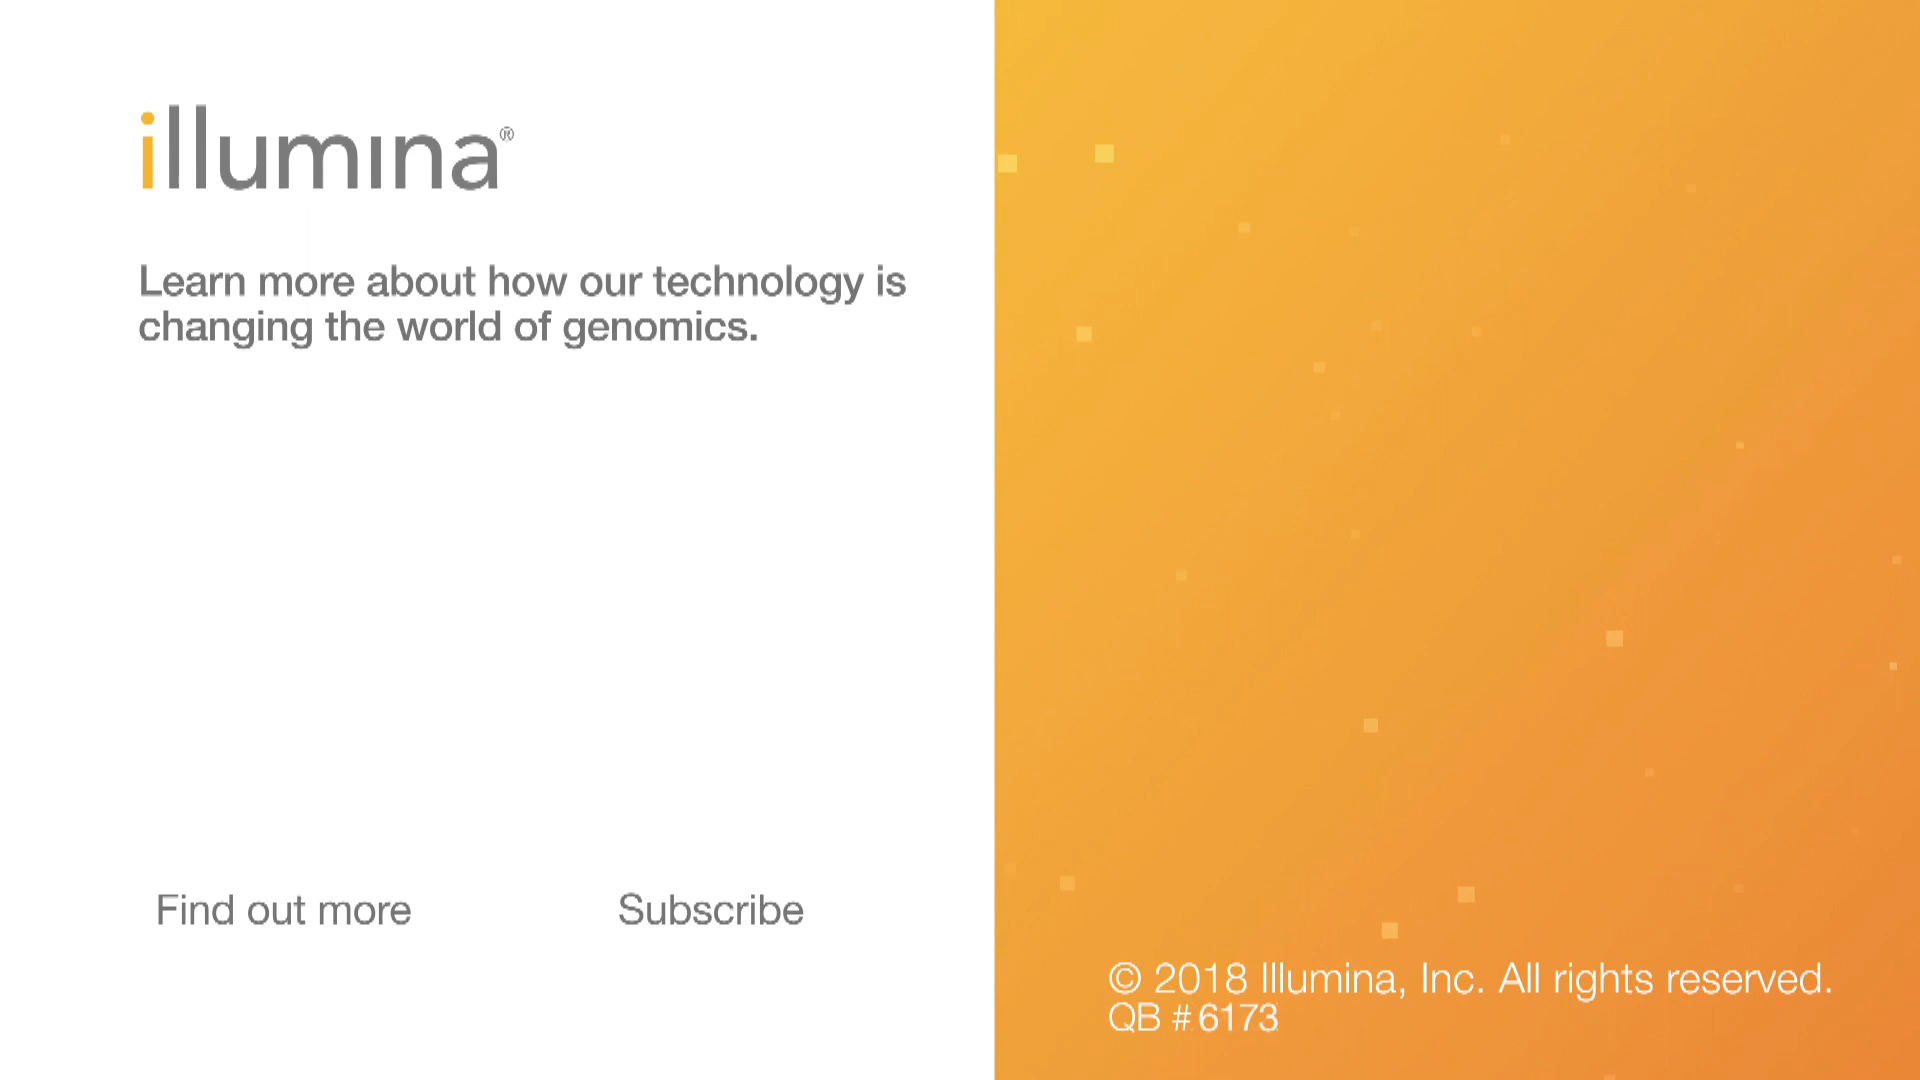 illumina®
Learn more about how our technology is
changing the world of genomics.
Find out more
Subscribe
© 2018 Illumina, Inc. All rights reserved.
QB # 6173